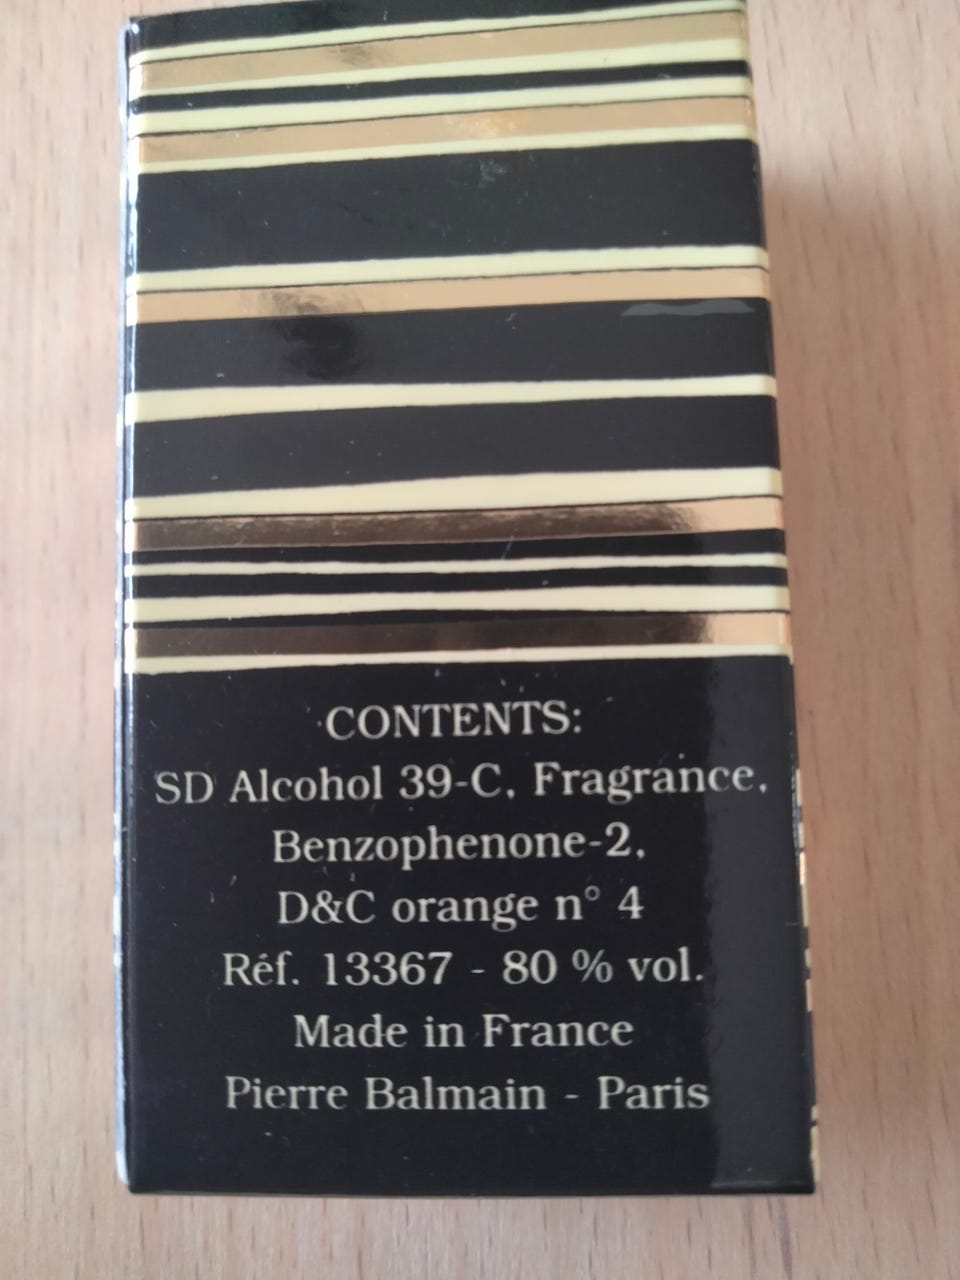 CONTENTS:
SD Alcohol 39-C, Fragrance,
Benzophenone-2,
D&C orange n° 4
Réf. 13367 - 80 % vol.
Made in France
Pierre Balmain - Paris